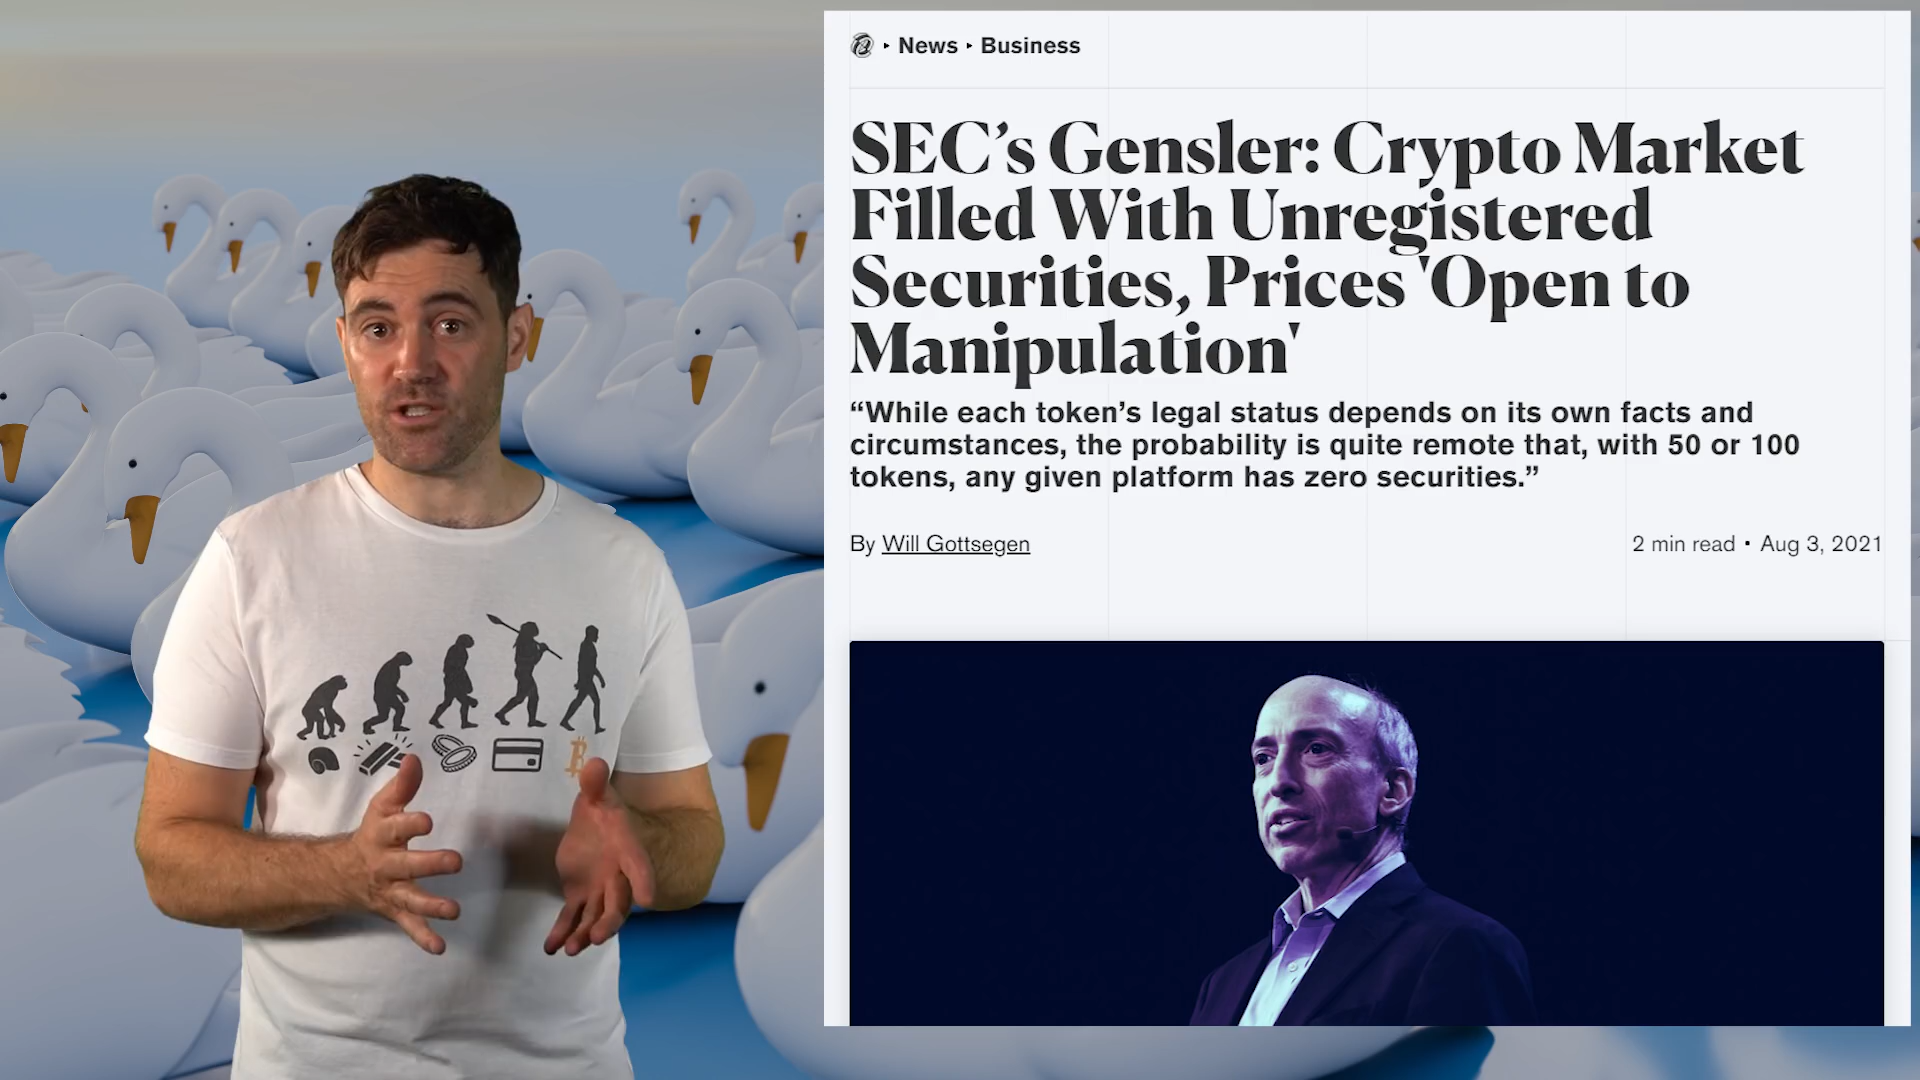 News ‣ Business
SEC’s Gensler: Crypto Market
Filled With Unregistered
Securities, Prices 'Open to
Manipulation'
“While each token’s legal status depends on its own facts and
circumstances, the probability is quite remote that, with 50 or 100
tokens, any given platform has zero securities.”
By Will Gottsegen
2 min read • Aug 3, 2021